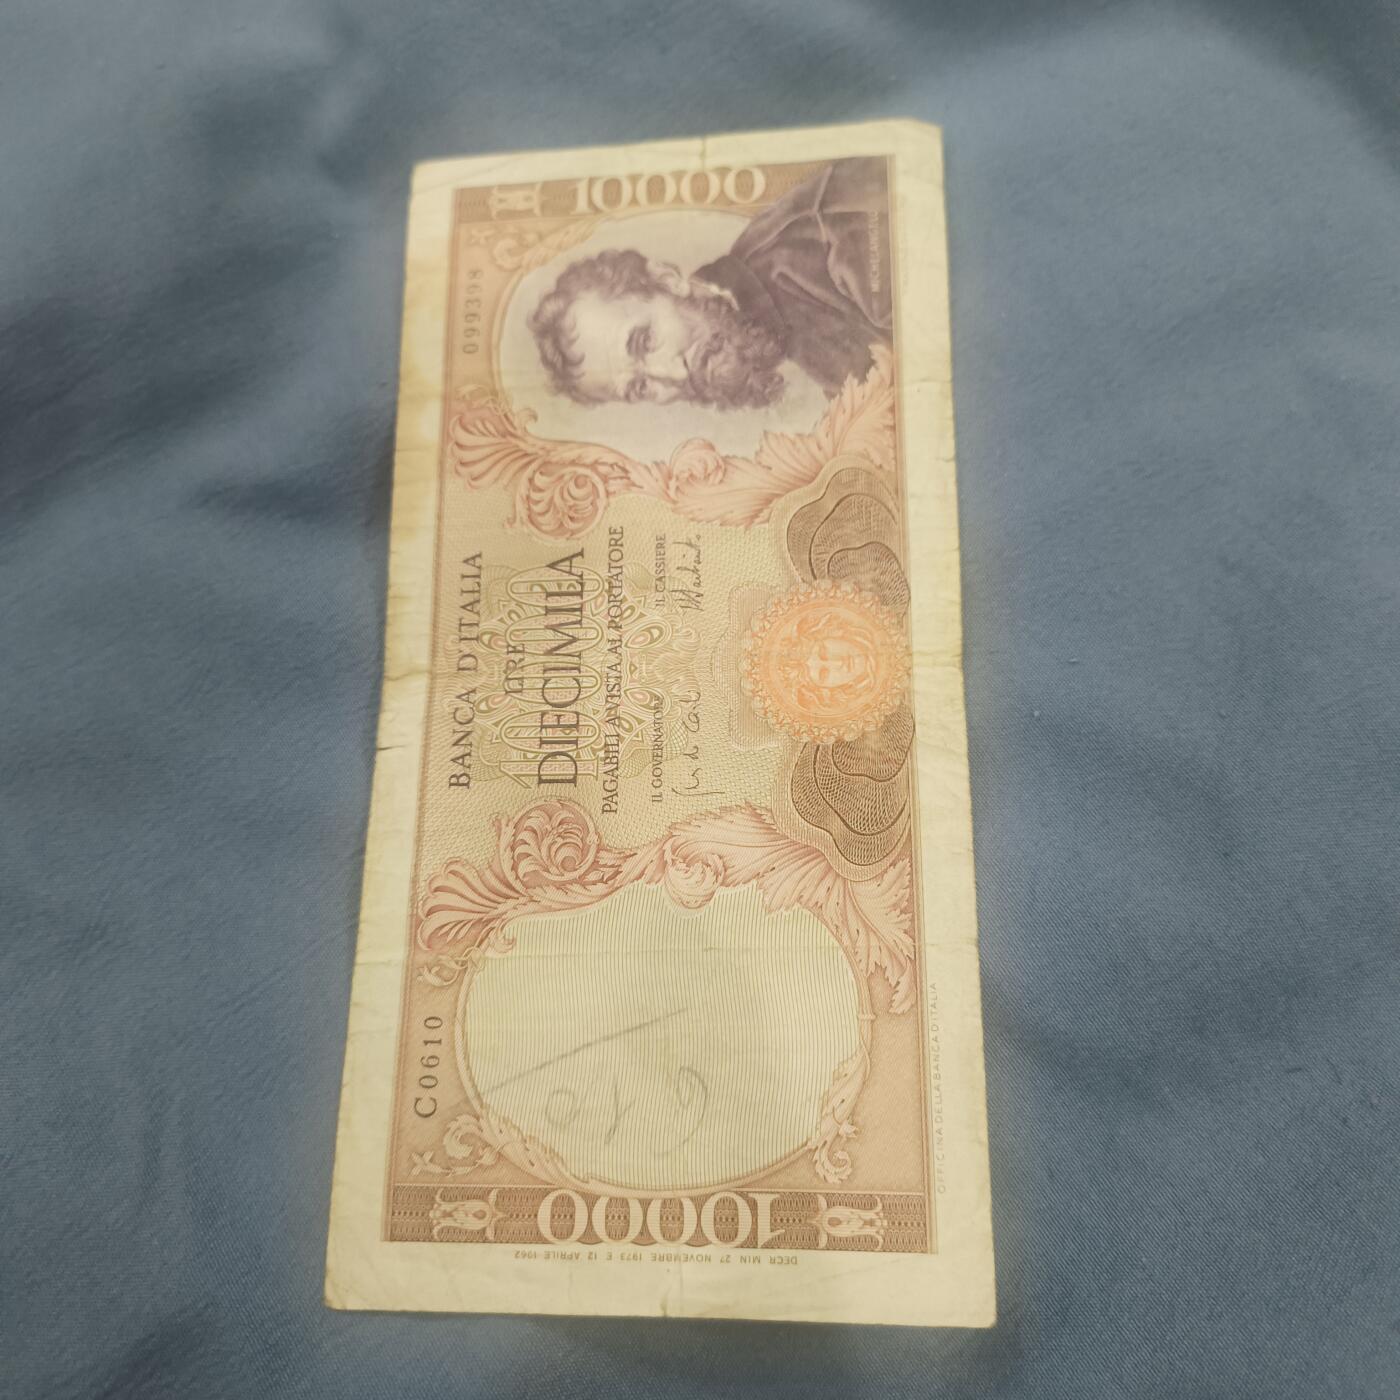 BANCA D'ITALIA
LIRE
DIECIMILA
PAGABILI A VISTA AL PORTATORE
IL GOVERNATORE
IL CASSIERE
C0610
099398
10000
10000
10000
MICHELANGELO
OFFICINA DELLA BANCA D'ITALIA
DECR MIN 27 NOVEMBRE 1973 E 12 APRILE 1962